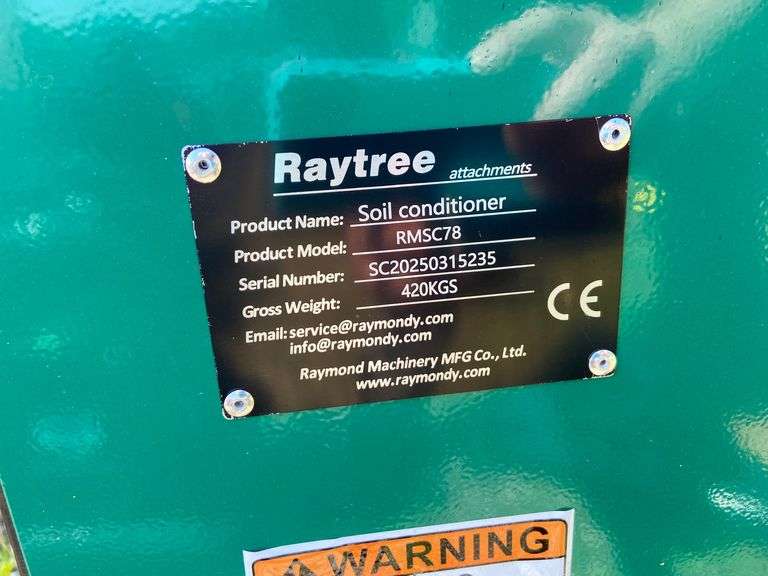 Raytree attachments
Product Name: Soil conditioner
Product Model: RMSC78
Serial Number: SC20250315235
Gross Weight: 420KGS
Email: service@raymondy.com
info@raymondy.com
CE
Raymond Machinery MFG Co., Ltd.
www.raymondy.com
WARNING